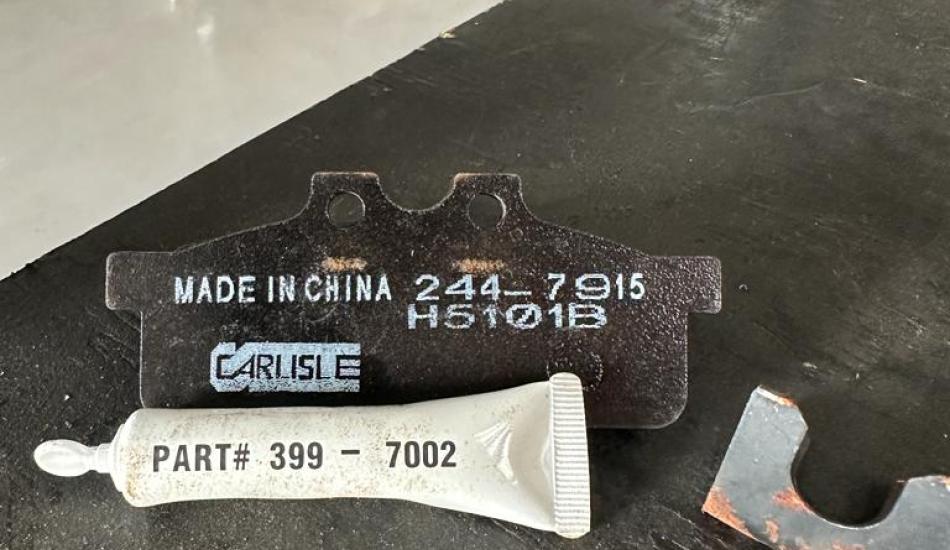 MADE IN CHINA 244-7915
H5101B
CARLISLE
PART# 399 - 7002